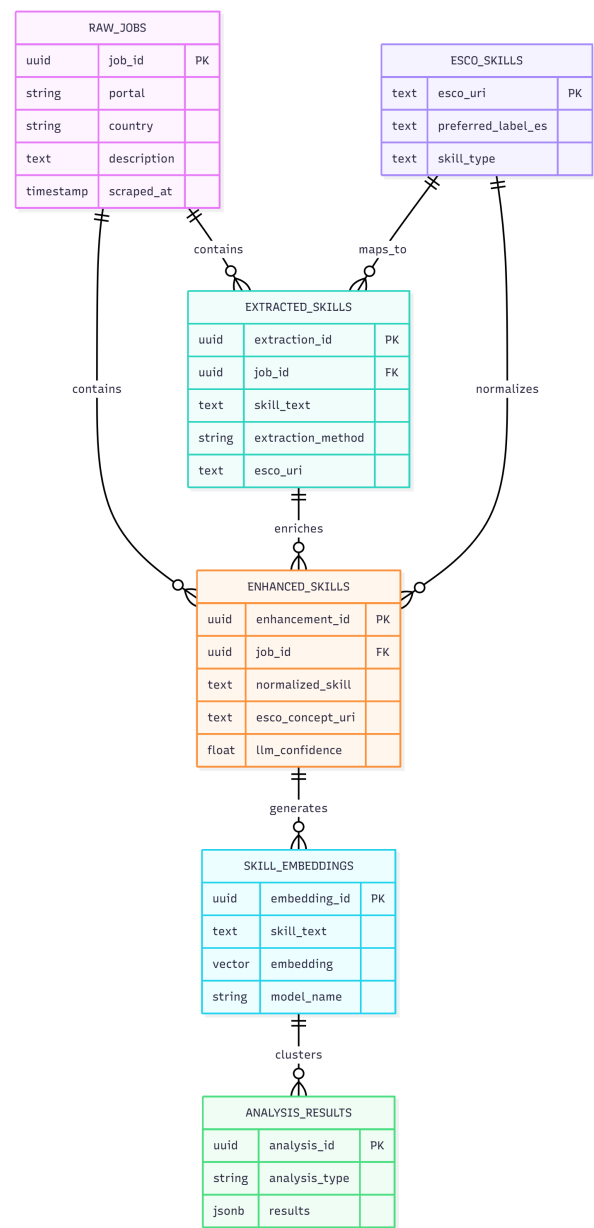 RAW_JOBS
uuid job_id PK
string portal
string country
text description
timestamp scraped_at
ESCO_SKILLS
text esco_uri PK
text preferred_label_es
text skill_type
contains
maps_to
EXTRACTED_SKILLS
uuid extraction_id PK
uuid job_id FK
text skill_text
string extraction_method
text esco_uri
contains
normalizes
enriches
ENHANCED_SKILLS
uuid enhancement_id PK
uuid job_id FK
text normalized_skill
text esco_concept_uri
float llm_confidence
generates
SKILL_EMBEDDINGS
uuid embedding_id PK
text skill_text
vector embedding
string model_name
clusters
ANALYSIS_RESULTS
uuid analysis_id PK
string analysis_type
jsonb results